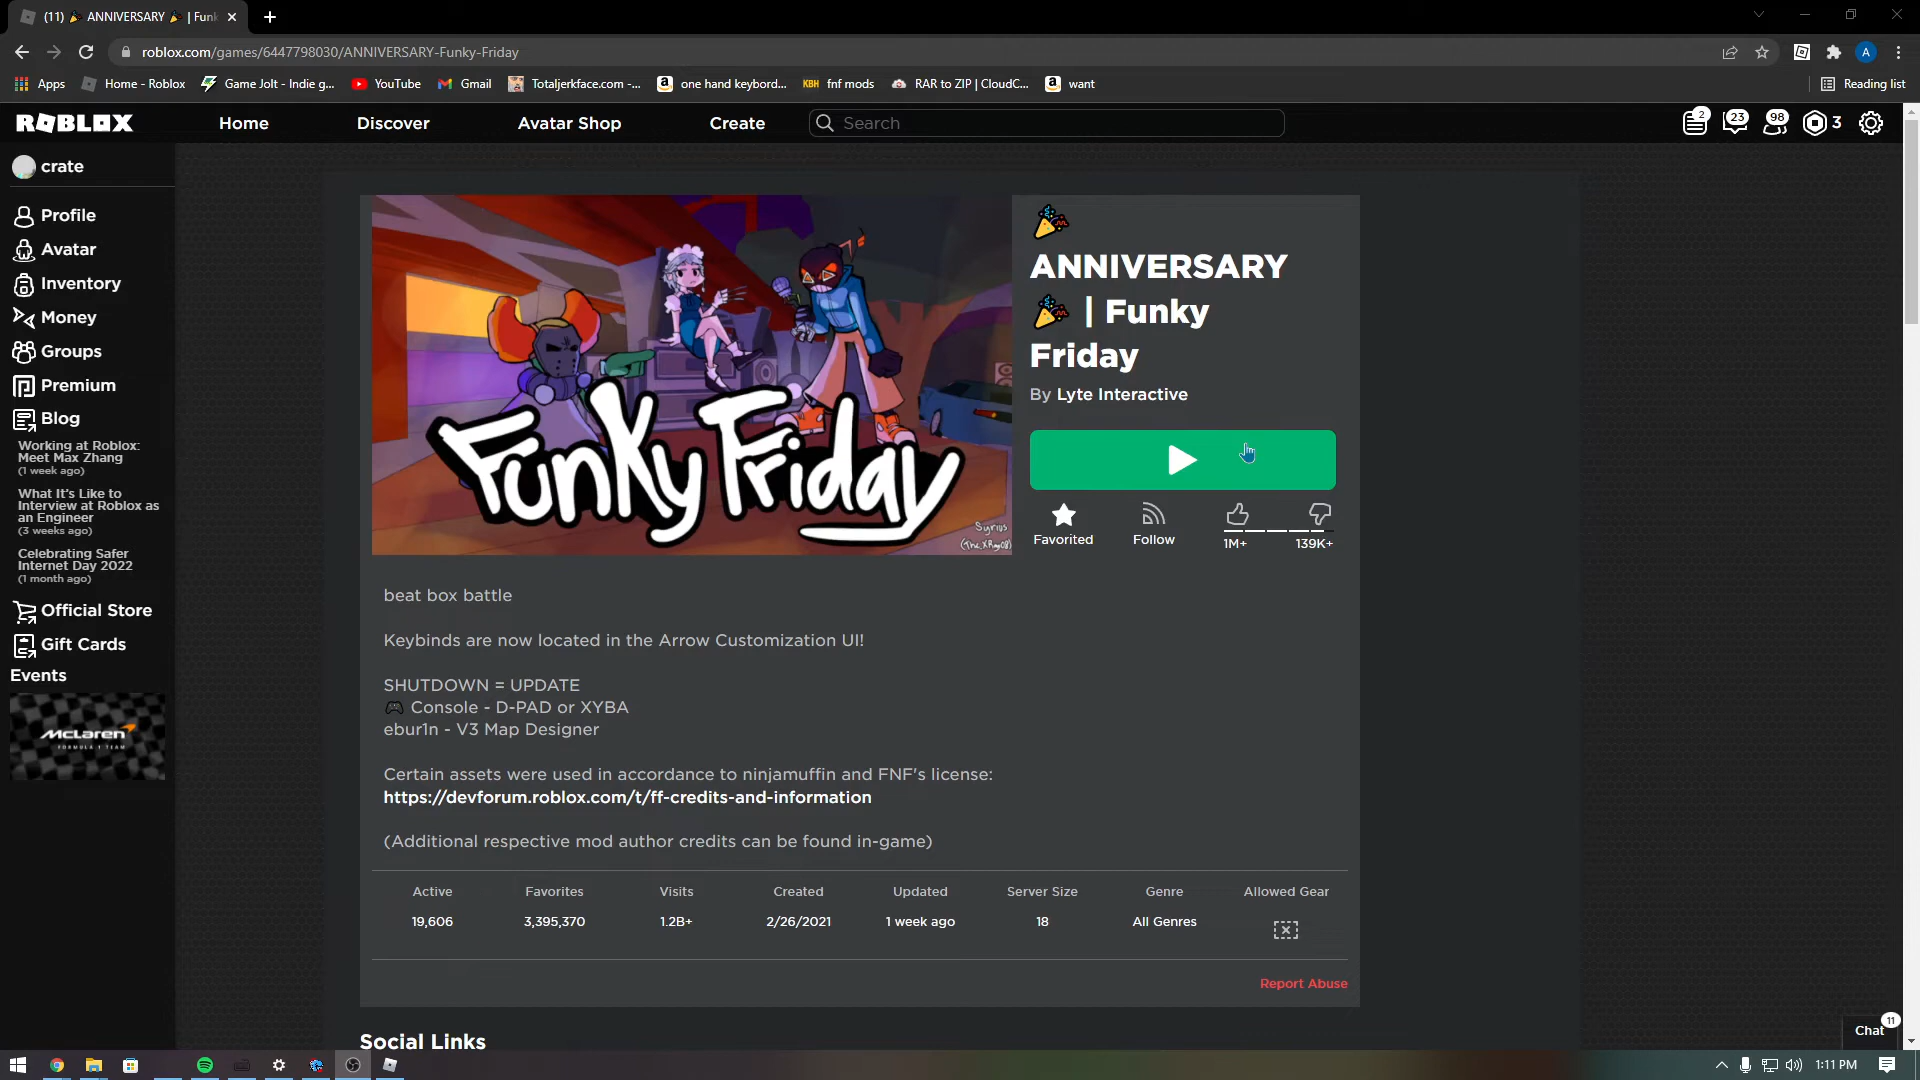 (11) 🎉 ANNIVERSARY 🎉 | Funk
roblox.com/games/6447798030/ANNIVERSARY-Funky-Friday
A
Apps
Home - Roblox
Game Jolt - Indie g...
YouTube
Gmail
Totaljerkface.com -...
one hand keybord...
KBH
fnf mods
RAR to ZIP | CloudC...
want
Reading list
ROBLOX
Home
Discover
Avatar Shop
Create
Search
2
23
98
3
crate
Profile
Avatar
Inventory
Money
Groups
Premium
Blog
Working at Roblox:
Meet Max Zhang
(1 week ago)
What It's Like to
Interview at Roblox as
an Engineer
(3 weeks ago)
Celebrating Safer
Internet Day 2022
(1 month ago)
Official Store
Gift Cards
Events
McLaren
FORMULA 1 TEAM
Funky Friday
Syrius
🎉
ANNIVERSARY
🎉 | Funky
Friday
By Lyte Interactive
Favorited
Follow
1M+
139K+
beat box battle
Keybinds are now located in the Arrow Customization UI!
SHUTDOWN = UPDATE
🎮 Console - D-PAD or XYBA
ebur1n - V3 Map Designer
Certain assets were used in accordance to ninjamuffin and FNF's license:
https://devforum.roblox.com/t/ff-credits-and-information
(Additional respective mod author credits can be found in-game)
Active Favorites Visits Created Updated Server Size Genre Allowed Gear
19,606 3,395,370 1.2B+ 2/26/2021 1 week ago 18 All Genres
Report Abuse
Social Links
Chat
11
1:11 PM